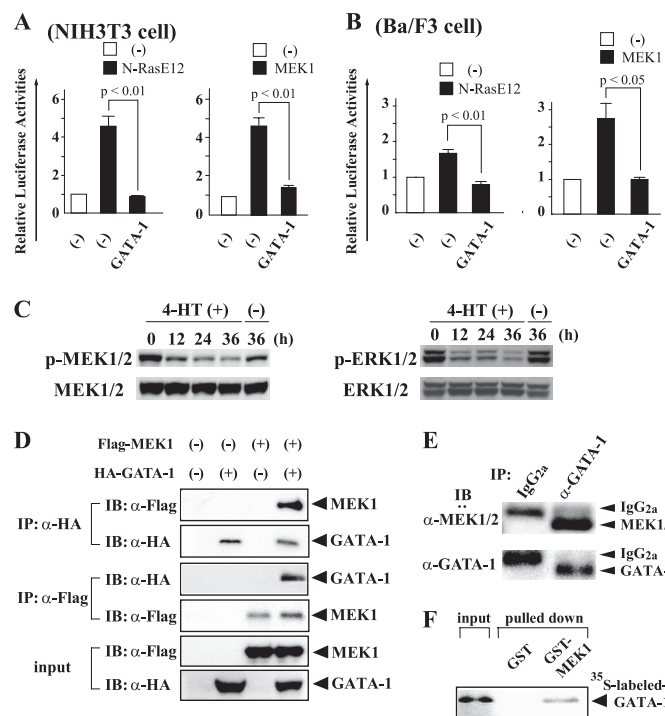 A (NIH3T3 cell)
Relative Luciferase Activities
(-)
N-RasE12
p < 0.01
6
4
2
0
(-)
(-)
GATA-1
(-)
MEK1
p < 0.01
6
4
2
0
(-)
(-)
GATA-1
B (Ba/F3 cell)
Relative Luciferase Activities
(-)
N-RasE12
p < 0.01
4
3
2
1
0
(-)
(-)
GATA-1
(-)
MEK1
p < 0.05
4
2
0
(-)
(-)
GATA-1
C
4-HT (+) (-)
0 12 24 36 36 (h)
p-MEK1/2
MEK1/2
4-HT (+) (-)
0 12 24 36 36 (h)
p-ERK1/2
ERK1/2
D
Flag-MEK1 (-) (-) (+) (+)
HA-GATA-1 (-) (+) (-) (+)
IP: α-HA
IB: α-Flag MEK1
IB: α-HA GATA-1
IP: α-Flag
IB: α-HA GATA-1
IB: α-Flag MEK1
input
IB: α-Flag MEK1
IB: α-HA GATA-1
E
IP: IgG2a α-GATA-1
IB
:
α-MEK1/2
IgG2a
MEK1/
α-GATA-1
IgG2a
GATA-
F
input pulled down
GST
GST-MEK1
35S-labeled-
GATA-1